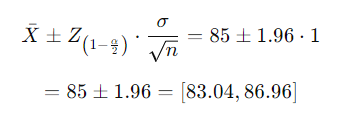 X̄ ± Z_(1−α/2) · σ/√n = 85 ± 1.96 · 1
= 85 ± 1.96 = [83.04, 86.96]